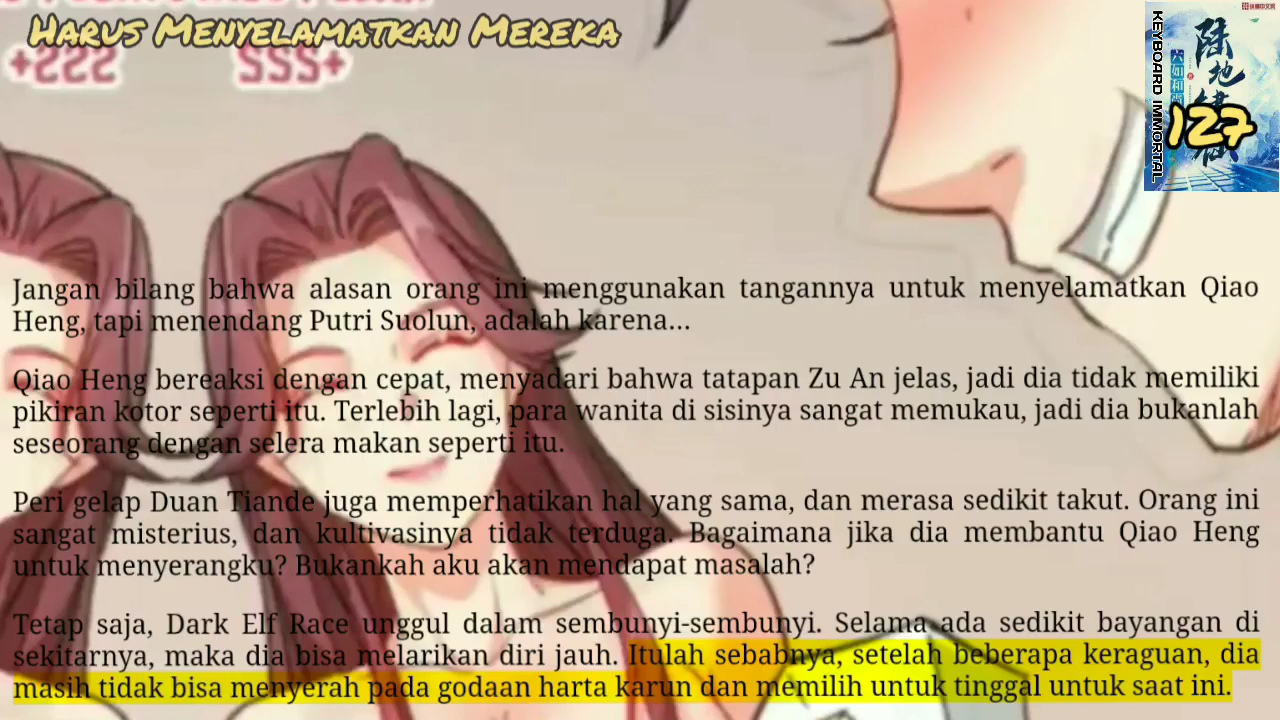 Harus Menyelamatkan Mereka
+222
222+
KEYBOARD IMMORTAL
陆地
127
Jangan bilang bahwa alasan orang ini menggunakan tangannya untuk menyelamatkan Qiao
Heng, tapi menendang Putri Suolun, adalah karena…
Qiao Heng bereaksi dengan cepat, menyadari bahwa tatapan Zu An jelas, jadi dia tidak memiliki
pikiran kotor seperti itu. Terlebih lagi, para wanita di sisinya sangat memukau, jadi dia bukanlah
seseorang dengan selera makan seperti itu.
Peri gelap Duan Tiande juga memperhatikan hal yang sama, dan merasa sedikit takut. Orang ini
sangat misterius, dan kultivasinya tidak terduga. Bagaimana jika dia membantu Qiao Heng
untuk menyerangku? Bukankah aku akan mendapat masalah?
Tetap saja, Dark Elf Race unggul dalam sembunyi-sembunyi. Selama ada sedikit bayangan di
sekitarnya, maka dia bisa melarikan diri jauh. Itulah sebabnya, setelah beberapa keraguan, dia
masih tidak bisa menyerah pada godaan harta karun dan memilih untuk tinggal untuk saat ini.